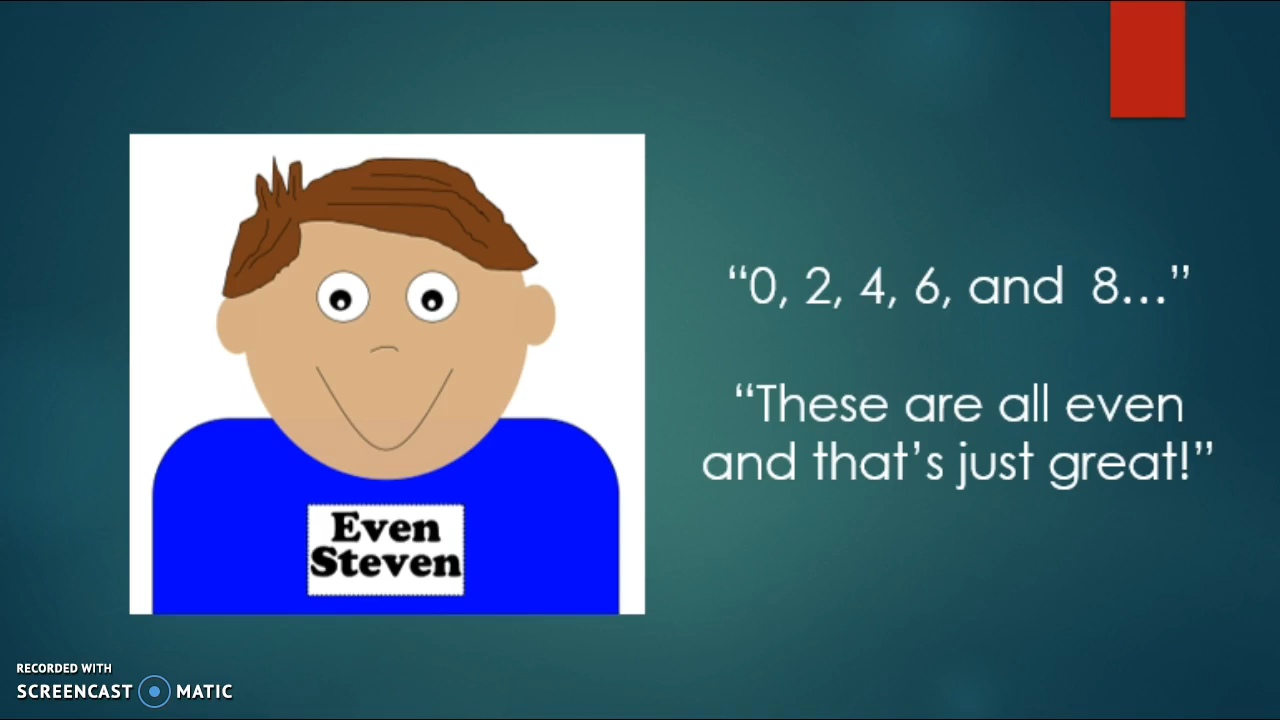 “0, 2, 4, 6, and 8…”
“These are all even
and that’s just great!”
Even
Steven
RECORDED WITH
SCREENCAST MATIC